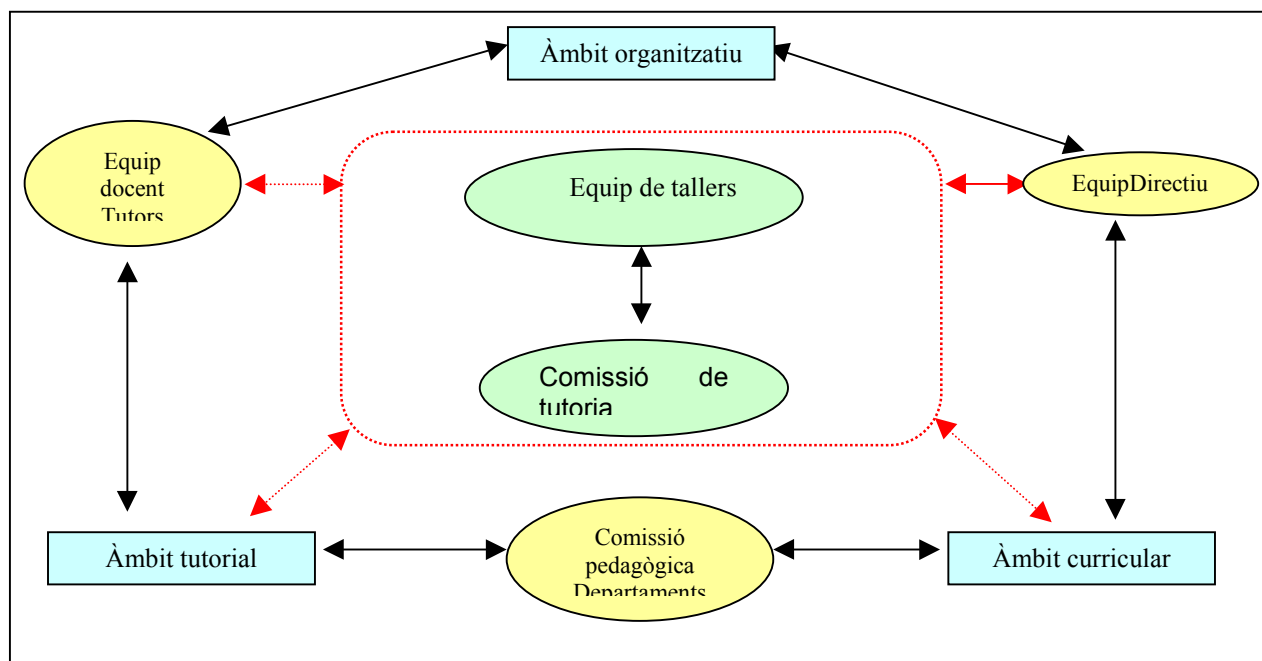 Àmbit organitzatiu
Equip
docent
Tutors
Equip de tallers
EquipDirectiu
Comissió de
tutoria
Àmbit tutorial
Comissió
pedagògica
Departaments
Àmbit curricular